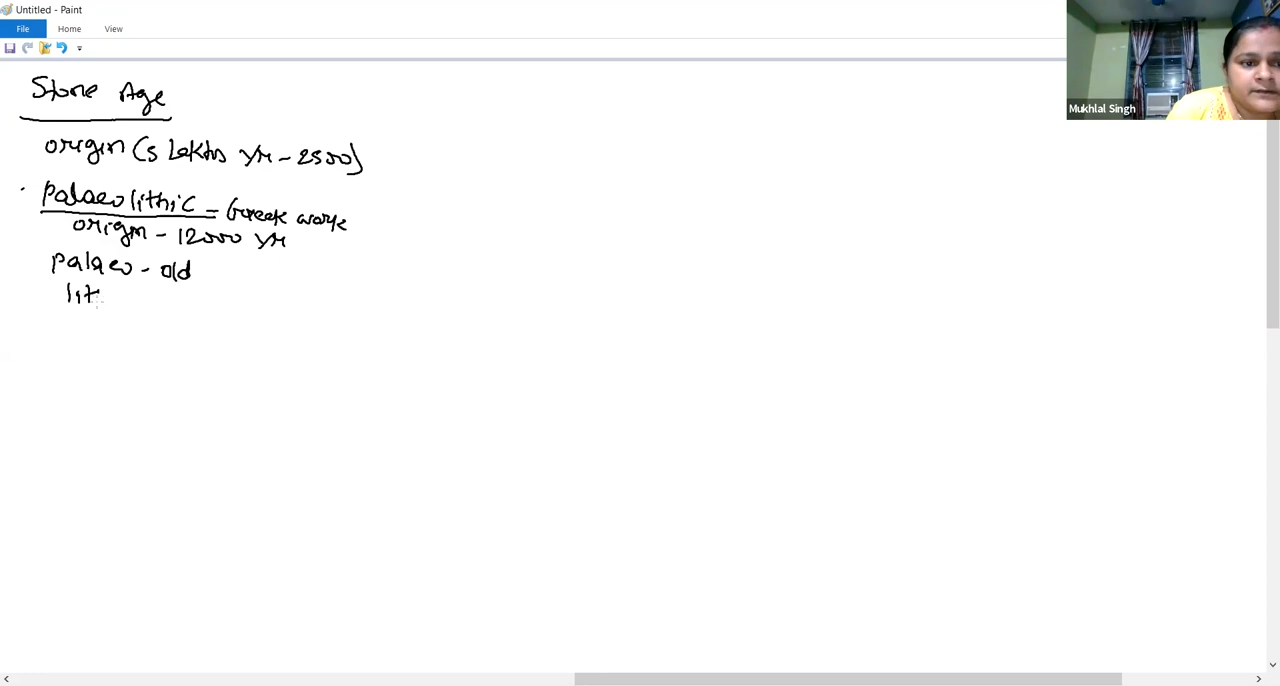 Untitled - Paint
File Home View
Mukhlal Singh
Stone Age
origin (5 Lakhs yr - 2500)
Palaeolithic = Greek work
origin - 12000 yr
Palaeo - old
lit